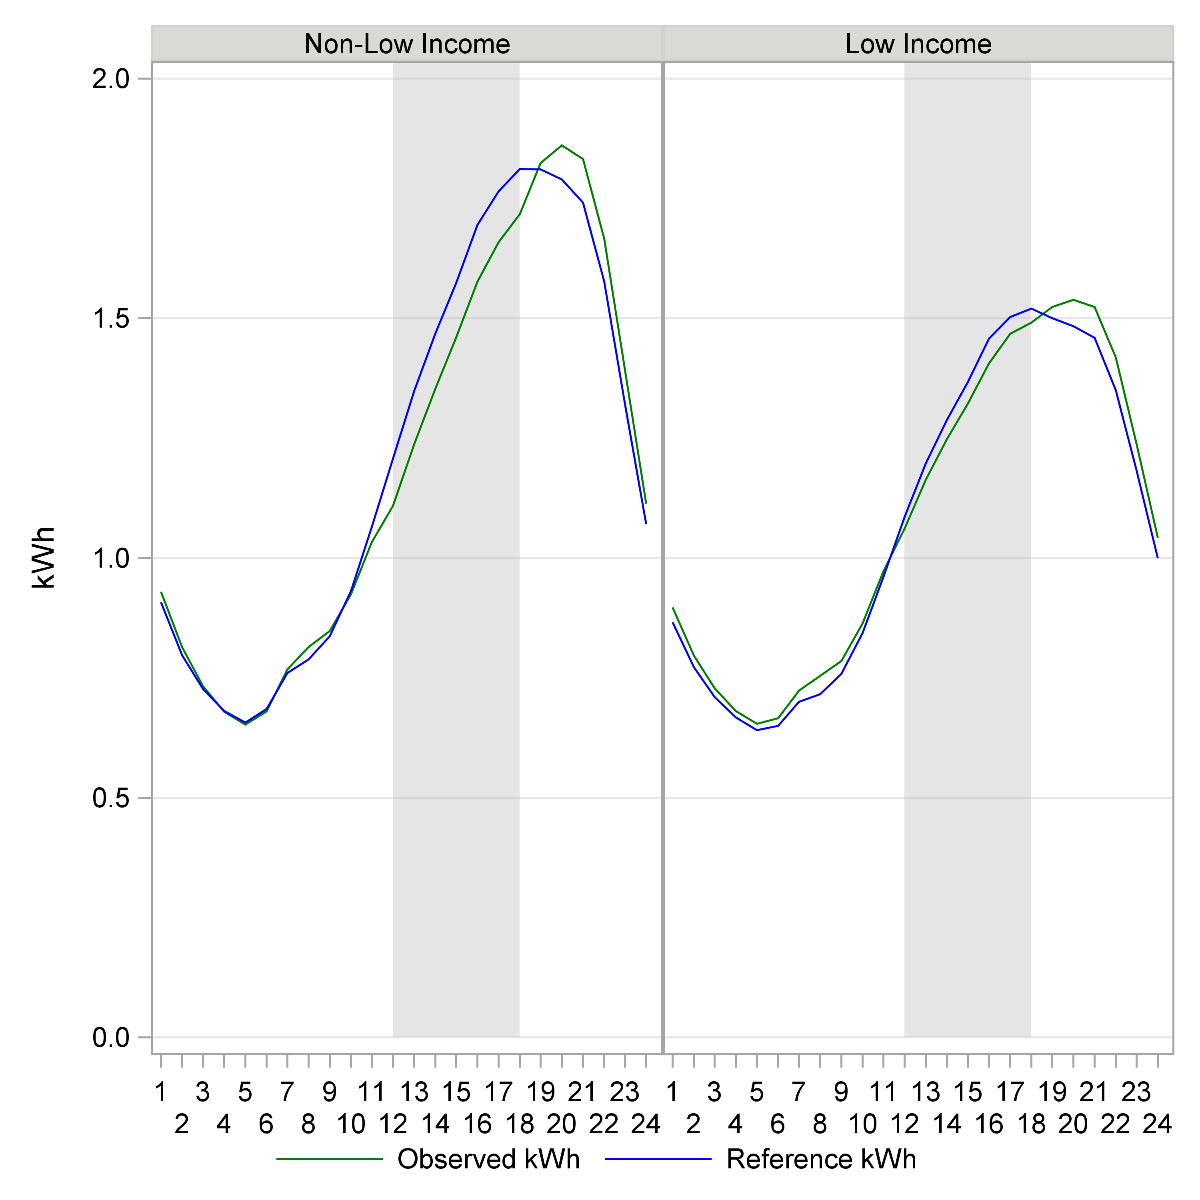 Non-Low Income Low Income
2.0
1.5
1.0
0.5
0.0
kWh
1 3 5 7 9 11 13 15 17 19 21 23 1 3 5 7 9 11 13 15 17 19 21 23
2 4 6 8 10 12 14 16 18 20 22 24 2 4 6 8 10 12 14 16 18 20 22 24
Observed kWh Reference kWh